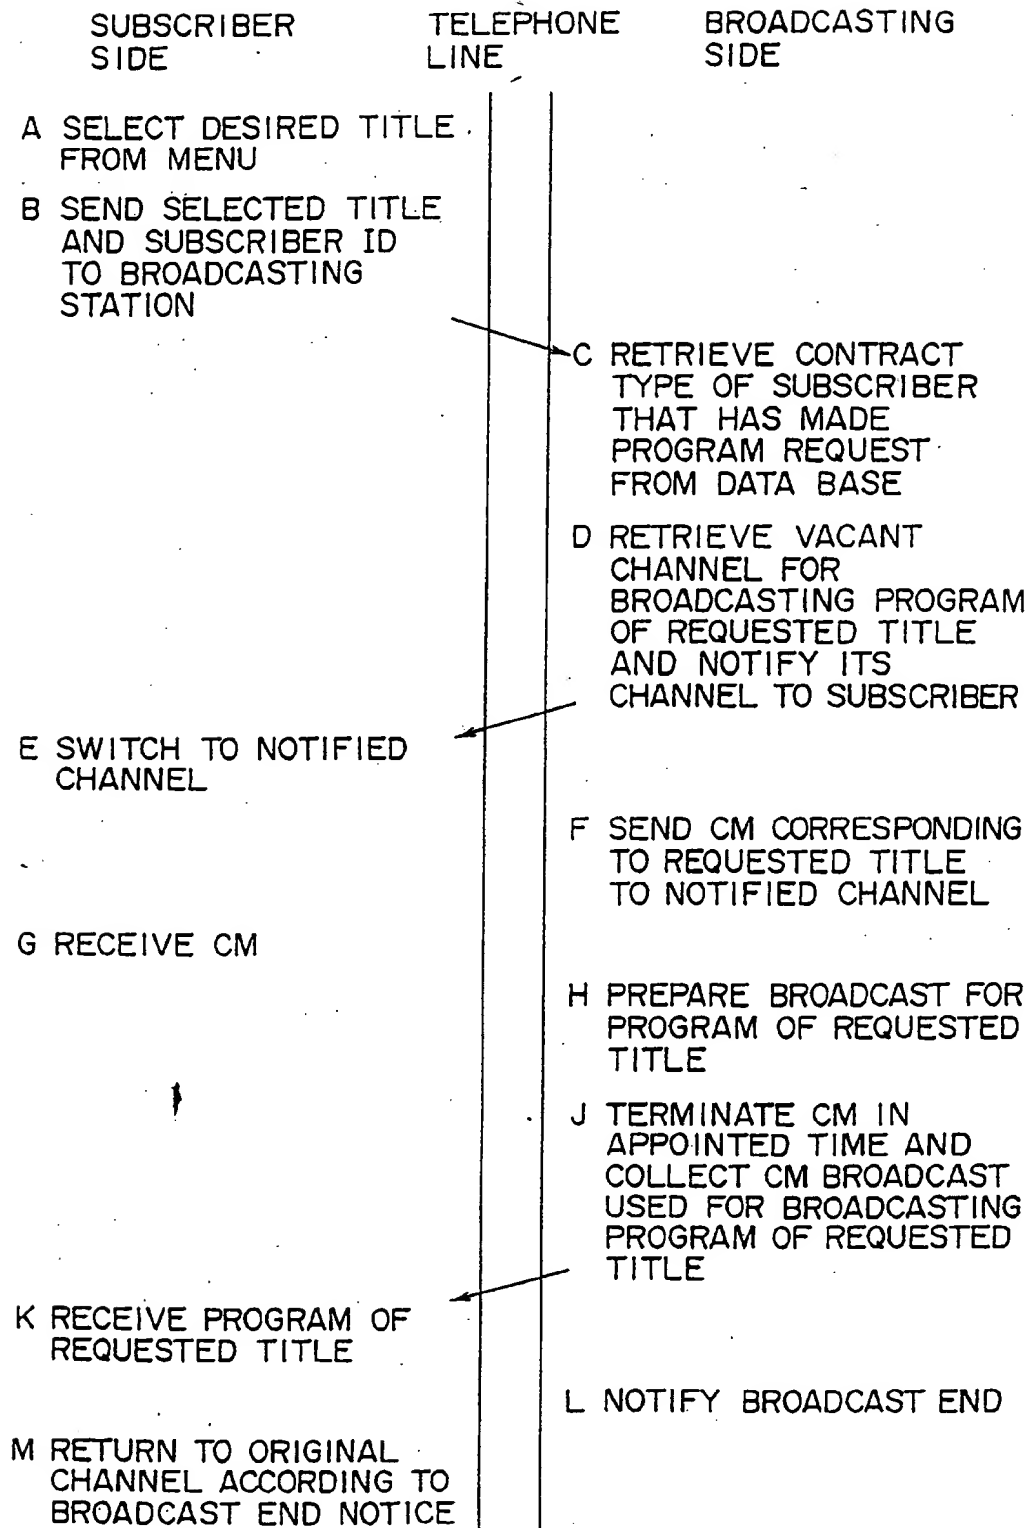 SUBSCRIBER SIDE
TELEPHONE LINE
BROADCASTING SIDE
A SELECT DESIRED TITLE
FROM MENU
B SEND SELECTED TITLE
AND SUBSCRIBER ID
TO BROADCASTING
STATION
C RETRIEVE CONTRACT
TYPE OF SUBSCRIBER
THAT HAS MADE
PROGRAM REQUEST
FROM DATA BASE
D RETRIEVE VACANT
CHANNEL FOR
BROADCASTING PROGRAM
OF REQUESTED TITLE
AND NOTIFY ITS
CHANNEL TO SUBSCRIBER
E SWITCH TO NOTIFIED
CHANNEL
F SEND CM CORRESPONDING
TO REQUESTED TITLE
TO NOTIFIED CHANNEL
G RECEIVE CM
H PREPARE BROADCAST FOR
PROGRAM OF REQUESTED
TITLE
J TERMINATE CM IN
APPOINTED TIME AND
COLLECT CM BROADCAST
USED FOR BROADCASTING
PROGRAM OF REQUESTED
TITLE
K RECEIVE PROGRAM OF
REQUESTED TITLE
L NOTIFY BROADCAST END
M RETURN TO ORIGINAL
CHANNEL ACCORDING TO
BROADCAST END NOTICE